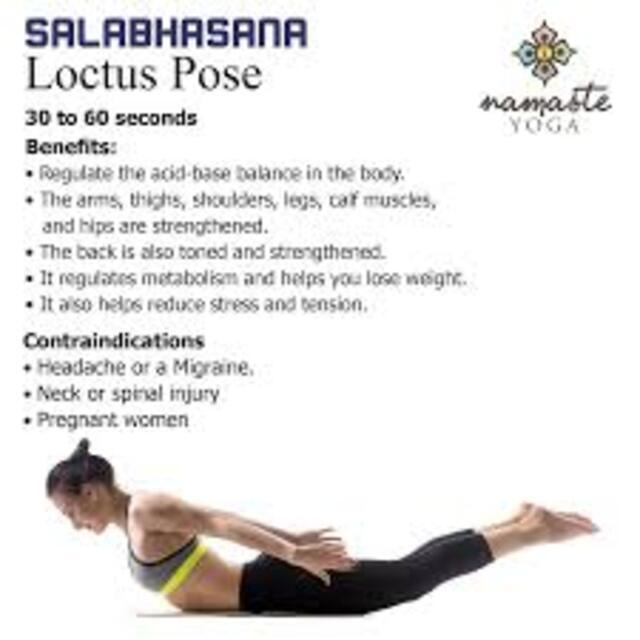 SALABHASANA
Loctus Pose
namaste
YOGA
30 to 60 seconds
Benefits:
• Regulate the acid-base balance in the body.
• The arms, thighs, shoulders, legs, calf muscles,
and hips are strengthened.
• The back is also toned and strengthened.
• It regulates metabolism and helps you lose weight.
• It also helps reduce stress and tension.
Contraindications
• Headache or a Migraine.
• Neck or spinal injury
• Pregnant women